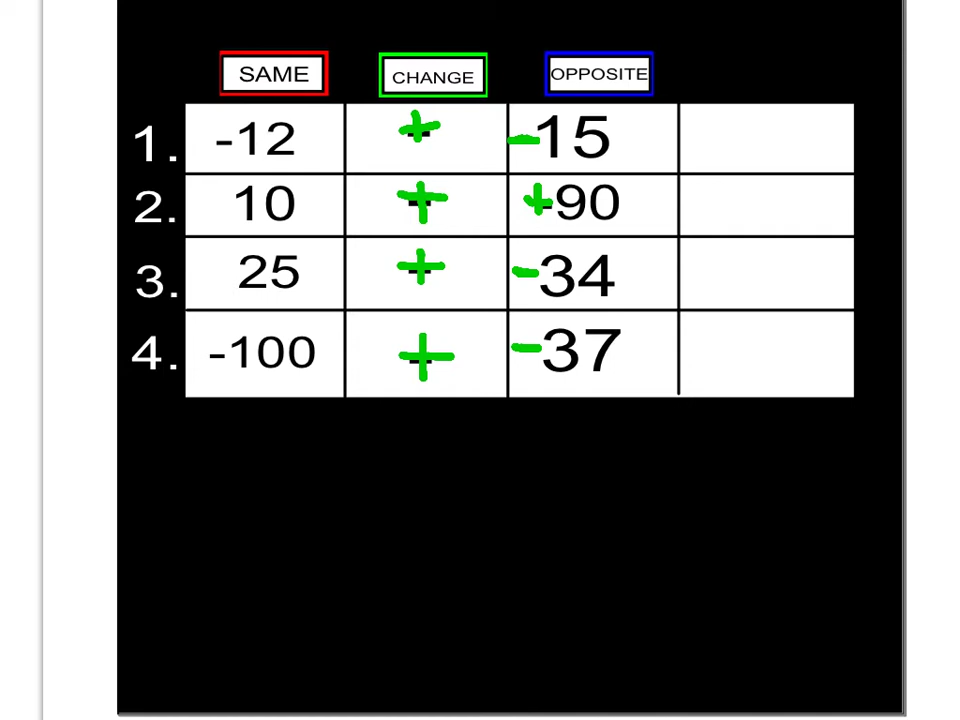 SAME CHANGE OPPOSITE
1. -12 + -15
2. 10 + +90
3. 25 + -34
4. -100 + -37